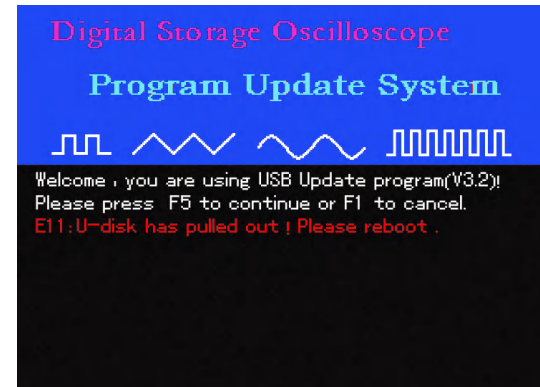 Digital Storage Oscilloscope
Program Update System
Welcome , you are using USB Update program(V3.2)!
Please press F5 to continue or F1 to cancel.
E11:U-disk has pulled out ! Please reboot .